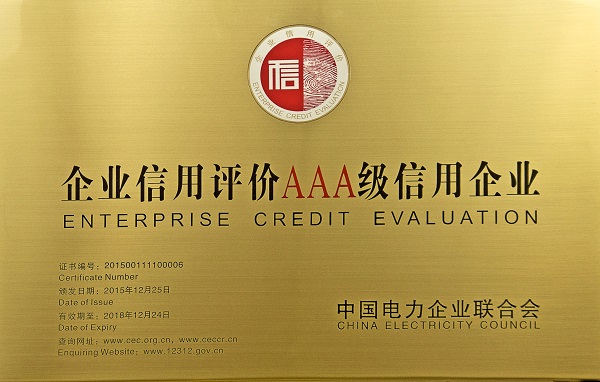 企业信用评价
信
ENTERPRISE CREDIT EVALUATION
企业信用评价AAA级信用企业
ENTERPRISE CREDIT EVALUATION
证书编号：201500111100006
Certificate Number
颁发日期：2015年12月25日
Date of Issue
有效期至：2018年12月24日
Date of Expiry
查询网址：www.cec.org.cn，www.ceccr.cn
Enquiring Website：www.12312.gov.cn
中国电力企业联合会
CHINA ELECTRICITY COUNCIL